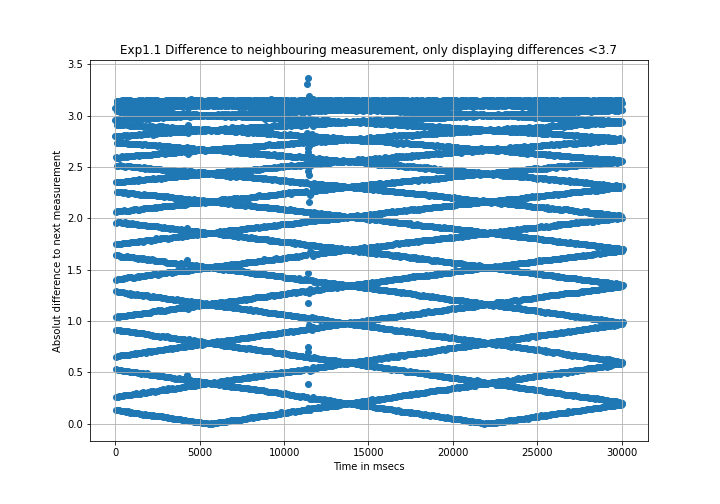 Exp1.1 Difference to neighbouring measurement, only displaying differences <3.7
Absolut difference to next measurement
3.5
3.0
2.5
2.0
1.5
1.0
0.5
0.0
0 5000 10000 15000 20000 25000 30000
Time in msecs